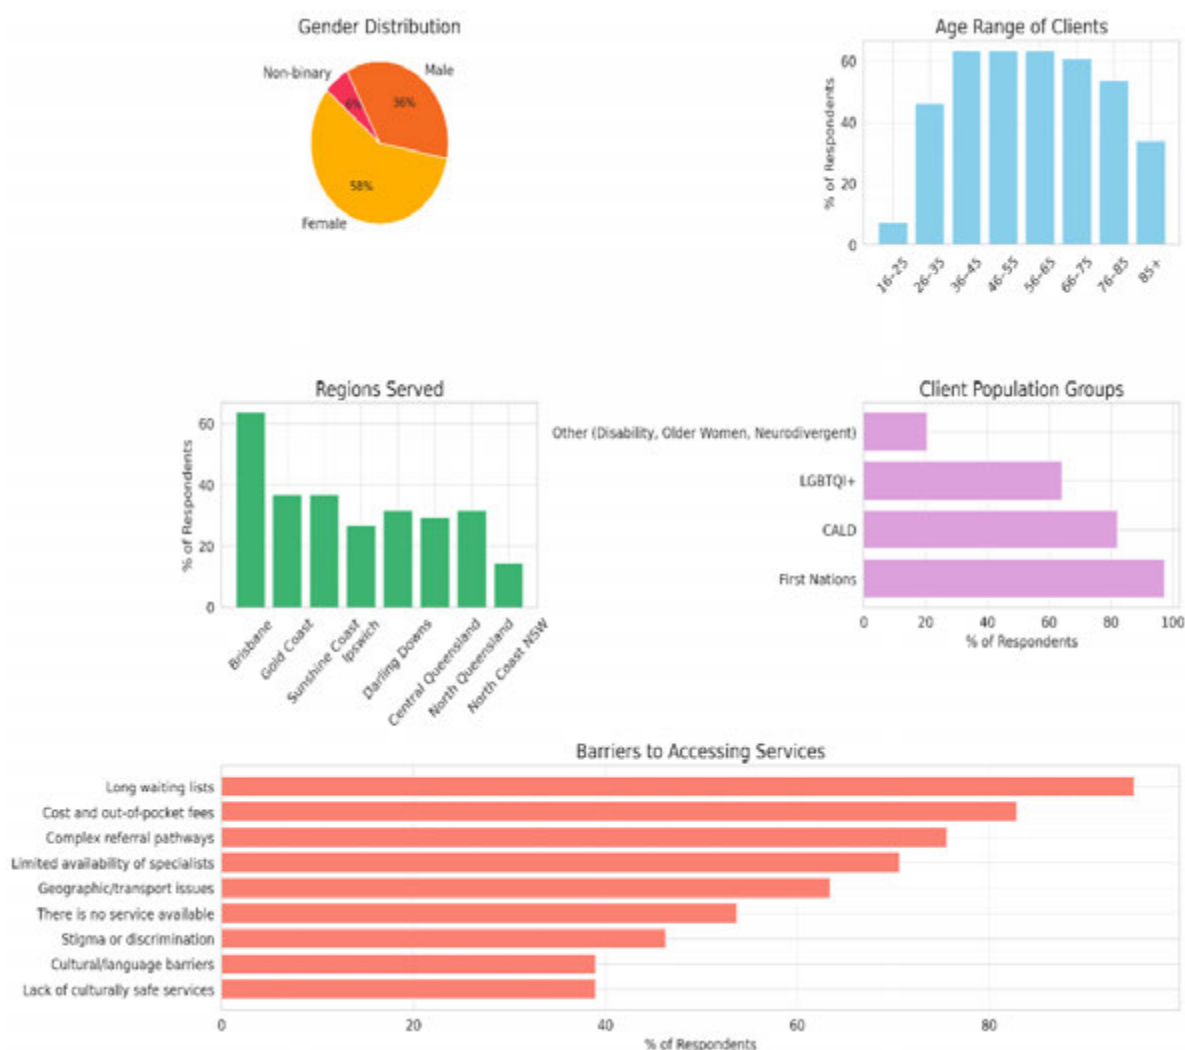 Gender Distribution
Non-binary
Male
6%
36%
58%
Female
Age Range of Clients
% of Respondents
60
40
20
0
16-25
26-35
36-45
46-55
56-65
66-75
76-85
85+
Regions Served
% of Respondents
60
40
20
0
Brisbane
Gold Coast
Sunshine Coast
Ipswich
Darling Downs
Central Queensland
North Queensland
North Coast NSW
Client Population Groups
Other (Disability, Older Women, Neurodivergent)
LGBTQI+
CALD
First Nations
0 20 40 60 80 100
% of Respondents
Barriers to Accessing Services
Long waiting lists
Cost and out-of-pocket fees
Complex referral pathways
Limited availability of specialists
Geographic/transport issues
There is no service available
Stigma or discrimination
Cultural/language barriers
Lack of culturally safe services
0 20 40 60 80
% of Respondents